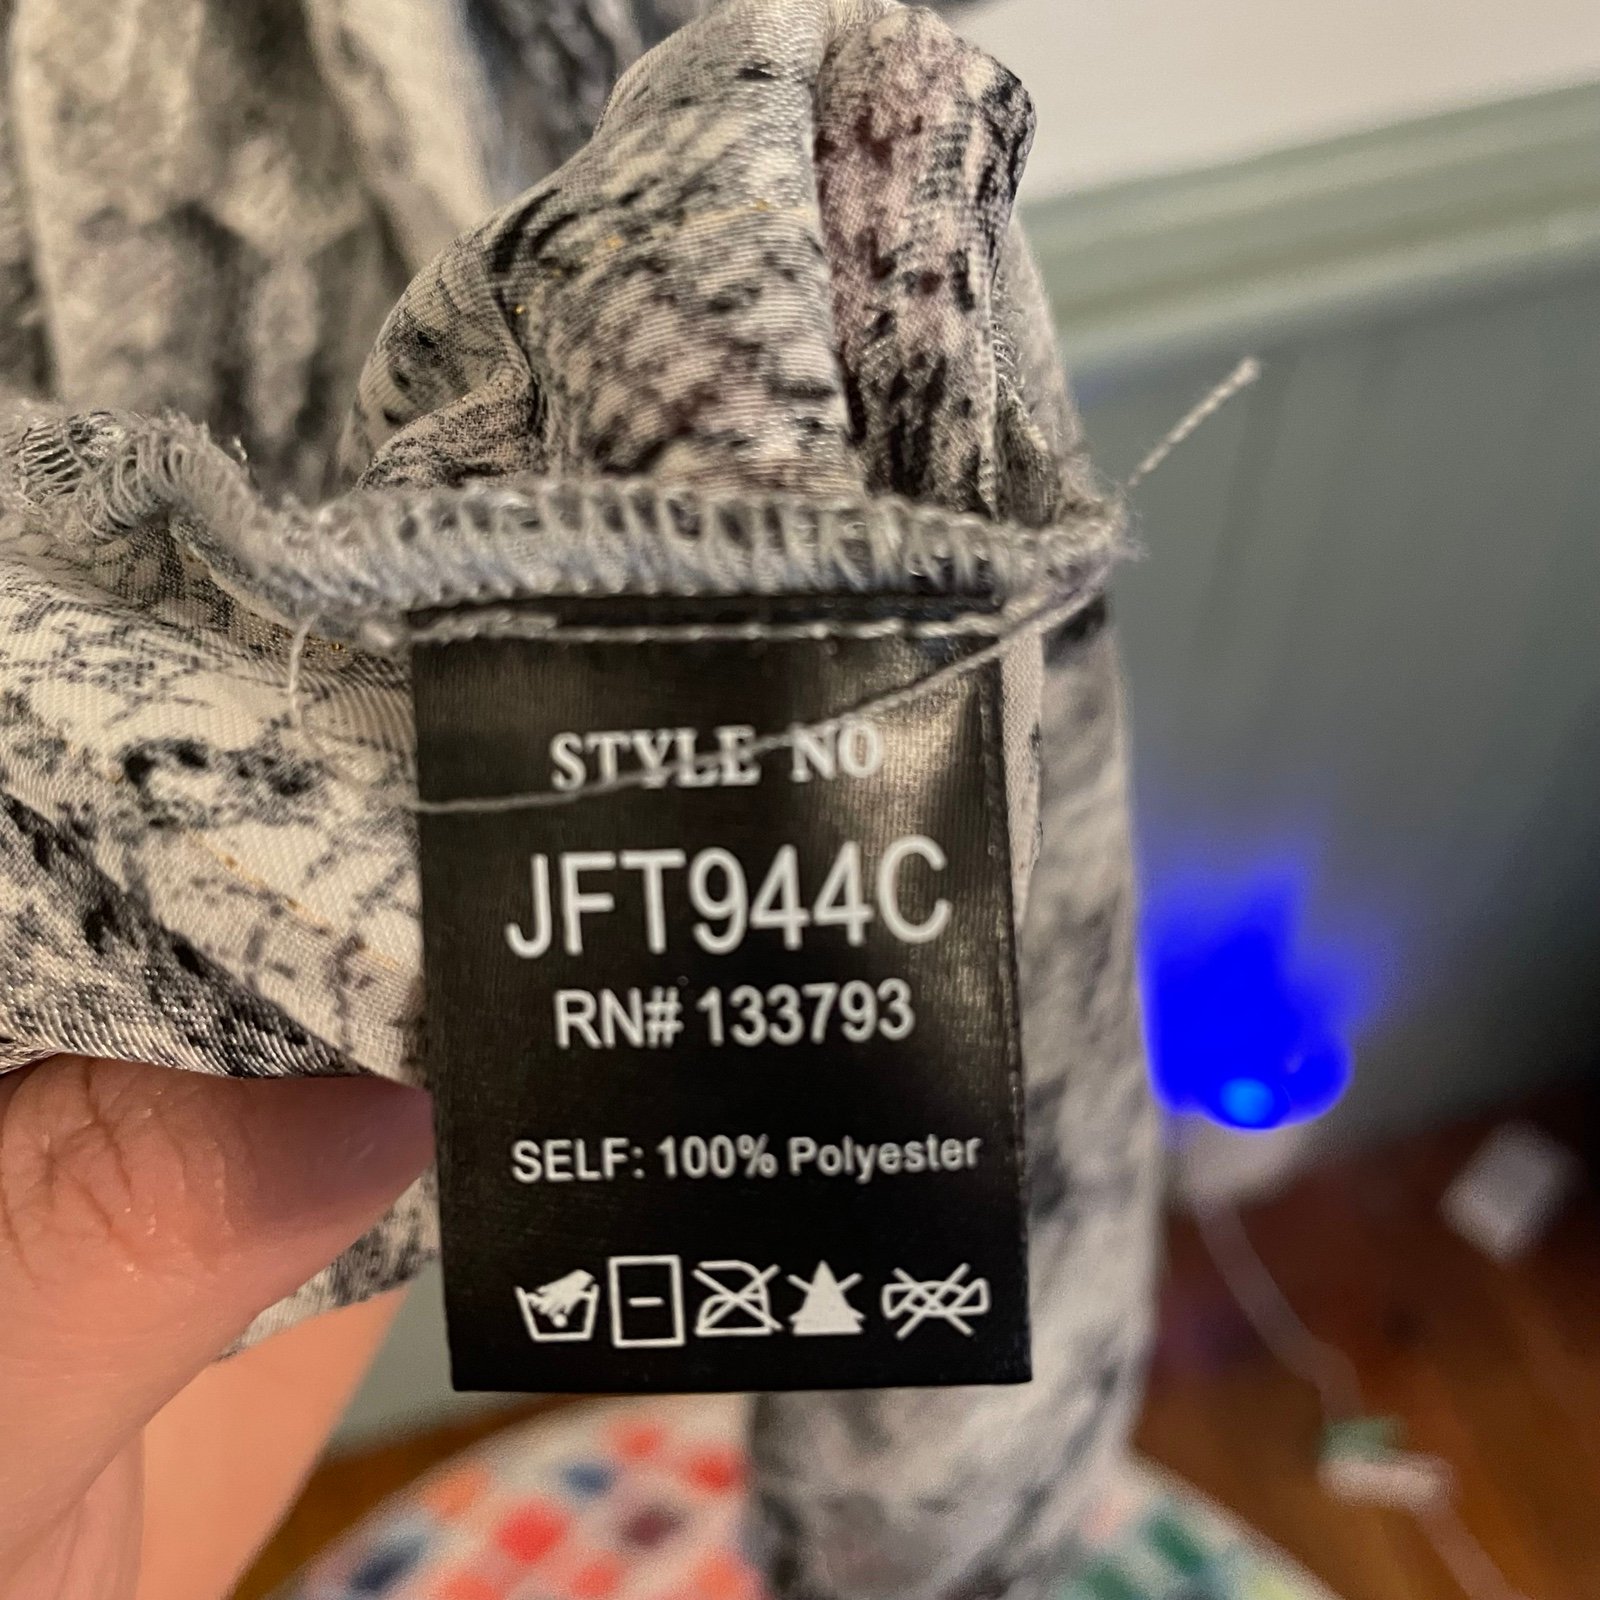 STYLE NO
JFT944C
RN# 133793
SELF: 100% Polyester